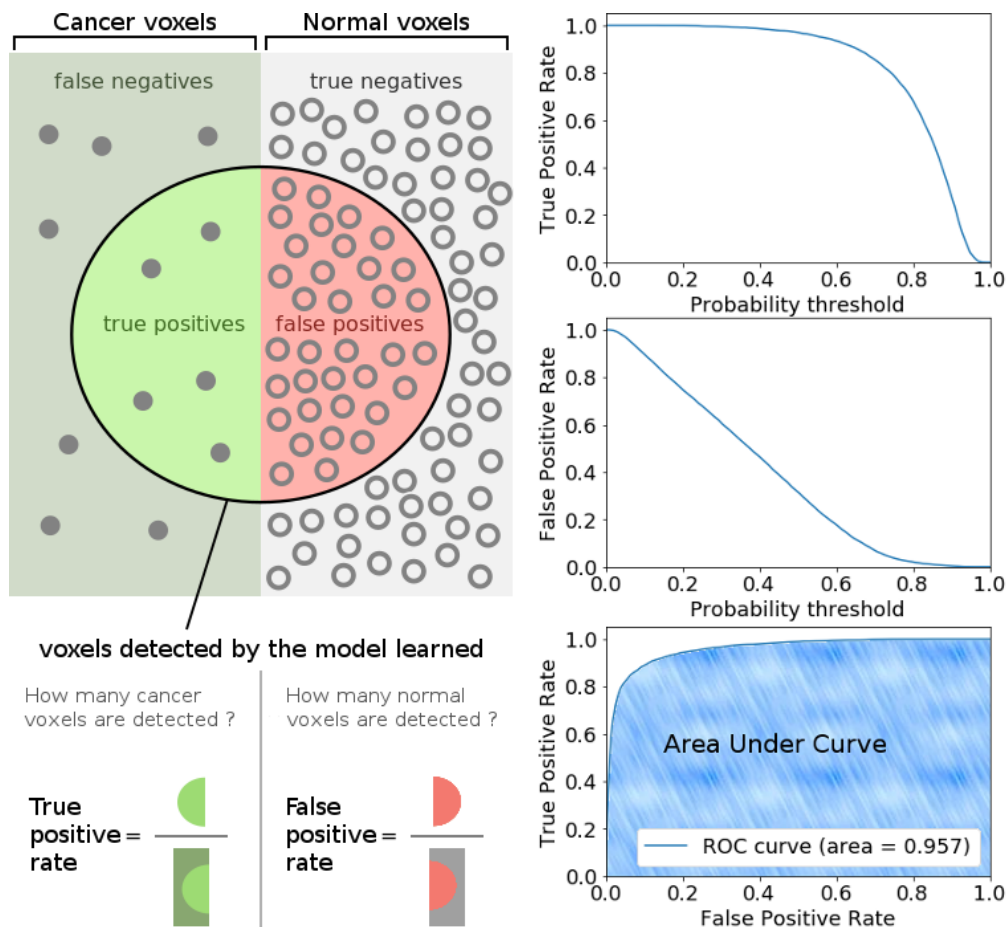 Cancer voxels
Normal voxels
false negatives
true negatives
true positives
false positives
voxels detected by the model learned
How many cancer
voxels are detected ?
How many normal
voxels are detected ?
True
positive=
rate
False
positive=
rate
True Positive Rate
1.0
0.8
0.6
0.4
0.2
0.0
0.0 0.2 0.4 0.6 0.8 1.0
Probability threshold
False Positive Rate
1.0
0.8
0.6
0.4
0.2
0.0
0.0 0.2 0.4 0.6 0.8 1.0
Probability threshold
True Positive Rate
1.0
0.8
0.6
0.4
0.2
0.0
Area Under Curve
ROC curve (area = 0.957)
0.0 0.2 0.4 0.6 0.8 1.0
False Positive Rate